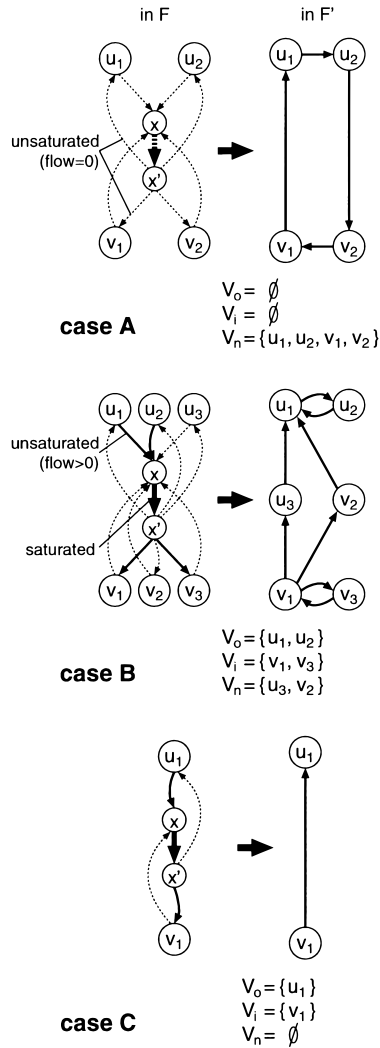 in F
in F'
u1
u2
u1
u2
x
unsaturated
(flow=0)
x'
v1
v2
v1
v2
Vo = ∅
Vi = ∅
Vn = {u1, u2, v1, v2}
case A
u1
u2
u3
u1
u2
unsaturated
(flow>0)
x
u3
v2
x'
saturated
v1
v2
v3
v1
v3
Vo = {u1, u2}
Vi = {v1, v3}
Vn = {u3, v2}
case B
u1
u1
x
x'
v1
v1
Vo = {u1}
Vi = {v1}
Vn = ∅
case C